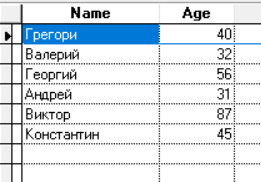 Name Age
Грегори 40
Валерий 32
Георгий 56
Андрей 31
Виктор 87
Константин 45